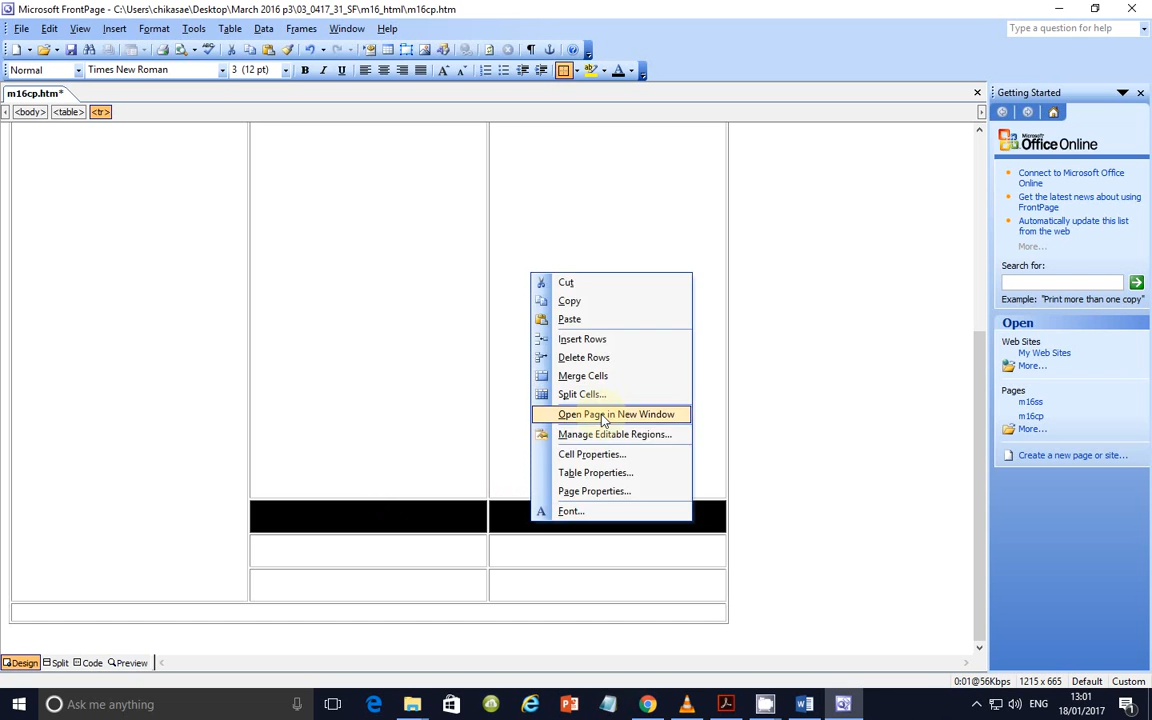 Microsoft FrontPage - C:\Users\chikasae\Desktop\March 2016 p3\03_0417_31_SF\m16_html\m16cp.htm
File Edit View Insert Format Tools Table Data Frames Window Help
Type a question for help
Normal Times New Roman 3 (12 pt) B I U A A A
m16cp.htm*
<body> <table> <tr>
Getting Started
Microsoft
Office Online
Connect to Microsoft Office
Online
Get the latest news about using
FrontPage
Automatically update this list
from the web
More...
Search for:
Example: "Print more than one copy"
Open
Web Sites
My Web Sites
More...
Pages
m16ss
m16cp
More...
Create a new page or site...
Cut
Copy
Paste
Insert Rows
Delete Rows
Merge Cells
Split Cells...
Open Page in New Window
Manage Editable Regions...
Cell Properties...
Table Properties...
Page Properties...
A Font...
Design Split Code Preview
0:01@56Kbps 1215 x 665 Default Custom
Ask me anything
ENG
13:01
18/01/2017